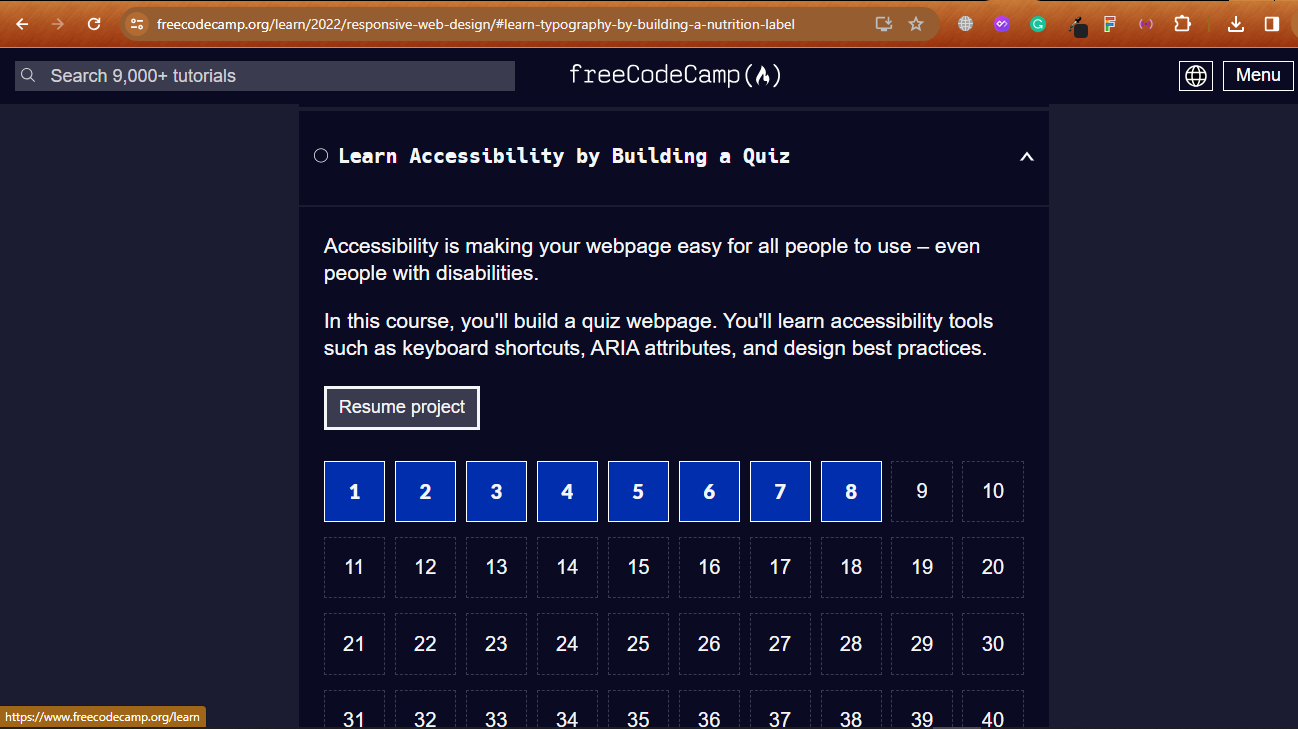 freecodecamp.org/learn/2022/responsive-web-design/#learn-typography-by-building-a-nutrition-label
Search 9,000+ tutorials
freeCodeCamp
Menu
Learn Accessibility by Building a Quiz
Accessibility is making your webpage easy for all people to use – even
people with disabilities.
In this course, you'll build a quiz webpage. You'll learn accessibility tools
such as keyboard shortcuts, ARIA attributes, and design best practices.
Resume project
1 2 3 4 5 6 7 8 9 10
11 12 13 14 15 16 17 18 19 20
21 22 23 24 25 26 27 28 29 30
31 32 33 34 35 36 37 38 39 40
https://www.freecodecamp.org/learn